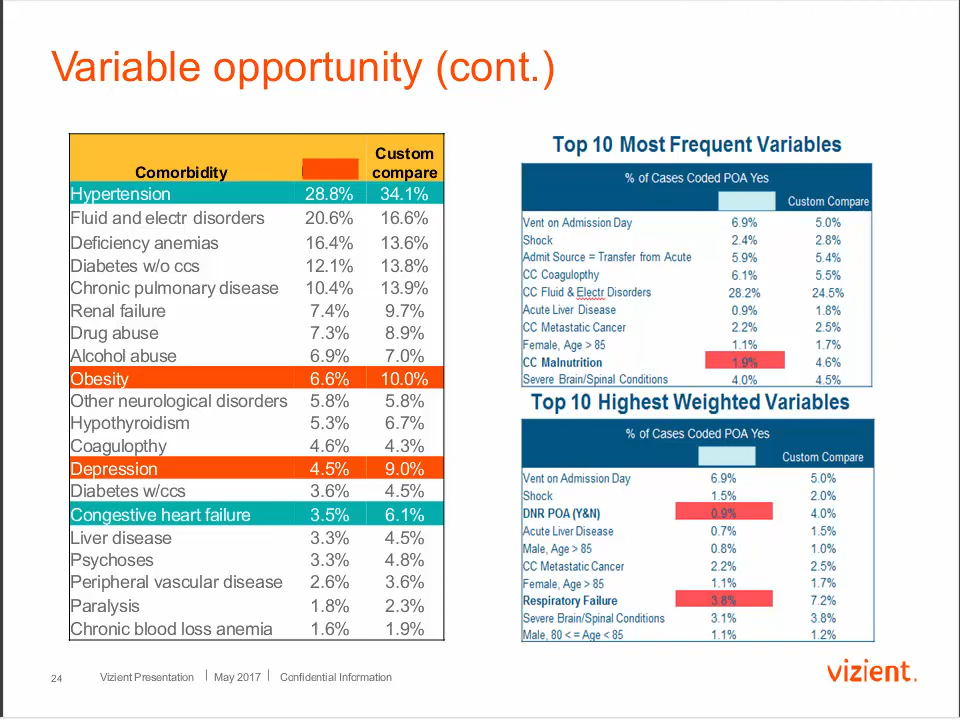 Variable opportunity (cont.)
Comorbidity Custom compare
Hypertension 28.8% 34.1%
Fluid and electr disorders 20.6% 16.6%
Deficiency anemias 16.4% 13.6%
Diabetes w/o ccs 12.1% 13.8%
Chronic pulmonary disease 10.4% 13.9%
Renal failure 7.4% 9.7%
Drug abuse 7.3% 8.9%
Alcohol abuse 6.9% 7.0%
Obesity 6.6% 10.0%
Other neurological disorders 5.8% 5.8%
Hypothyroidism 5.3% 6.7%
Coagulopthy 4.6% 4.3%
Depression 4.5% 9.0%
Diabetes w/ccs 3.6% 4.5%
Congestive heart failure 3.5% 6.1%
Liver disease 3.3% 4.5%
Psychoses 3.3% 4.8%
Peripheral vascular disease 2.6% 3.6%
Paralysis 1.8% 2.3%
Chronic blood loss anemia 1.6% 1.9%
Top 10 Most Frequent Variables
% of Cases Coded POA Yes
Custom Compare
Vent on Admission Day 6.9% 5.0%
Shock 2.4% 2.8%
Admit Source = Transfer from Acute 5.9% 5.4%
CC Coagulopthy 6.1% 5.5%
CC Fluid & Electr Disorders 28.2% 24.5%
Acute Liver Disease 0.9% 1.8%
CC Metastatic Cancer 2.2% 2.5%
Female, Age > 85 1.1% 1.7%
CC Malnutrition 1.9% 4.6%
Severe Brain/Spinal Conditions 4.0% 4.5%
Top 10 Highest Weighted Variables
% of Cases Coded POA Yes
Custom Compare
Vent on Admission Day 6.9% 5.0%
Shock 1.5% 2.0%
DNR POA (Y&N) 0.9% 4.0%
Acute Liver Disease 0.7% 1.5%
Male, Age > 85 0.8% 1.0%
CC Metastatic Cancer 2.2% 2.5%
Female, Age > 85 1.1% 1.7%
Respiratory Failure 3.8% 7.2%
Severe Brain/Spinal Conditions 3.1% 3.8%
Male, 80 < = Age < 85 1.1% 1.2%
24 Vizient Presentation | May 2017 | Confidential Information
vizient.